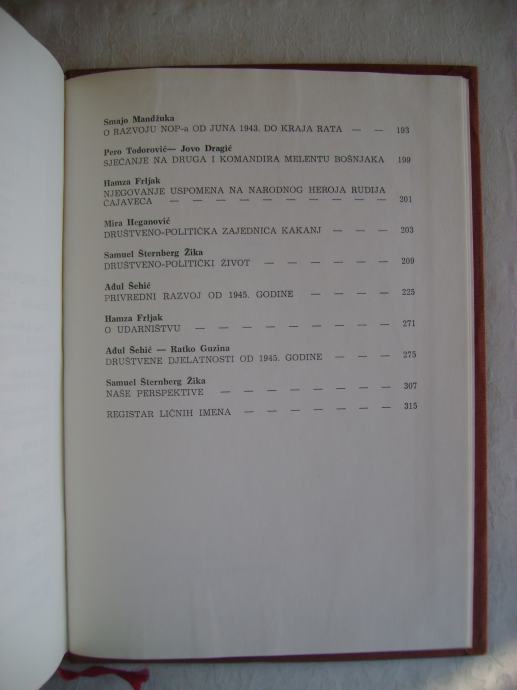 Smajo Mandžuka
O RAZVOJU NOP-a OD JUNA 1943. DO KRAJA RATA — — 193
Pero Todorović— Jovo Dragić
SJEĆANJE NA DRUGA I KOMANDIRA MELENTU BOŠNJAKA 199
Hamza Frljak
NJEGOVANJE USPOMENA NA NARODNOG HEROJA RUDIJA
ČAJAVECA — — — — — — — — — — — 201
Mira Heganović
DRUŠTVENO-POLITIČKA ZAJEDNICA KAKANJ — — — 203
Samuel Šternberg Žika
DRUŠTVENO-POLITIČKI ŽIVOT — — — — — — 209
Adul Šehić
PRIVREDNI RAZVOJ OD 1945. GODINE — — — — 225
Hamza Frljak
O UDARNIŠTVU — — — — — — — — — 271
Adul Šehić — Ratko Guzina
DRUŠTVENE DJELATNOSTI OD 1945. GODINE — — — 275
Samuel Šternberg Žika
NAŠE PERSPEKTIVE — — — — — — — — 307
REGISTAR LIČNIH IMENA — — — — — — — 315